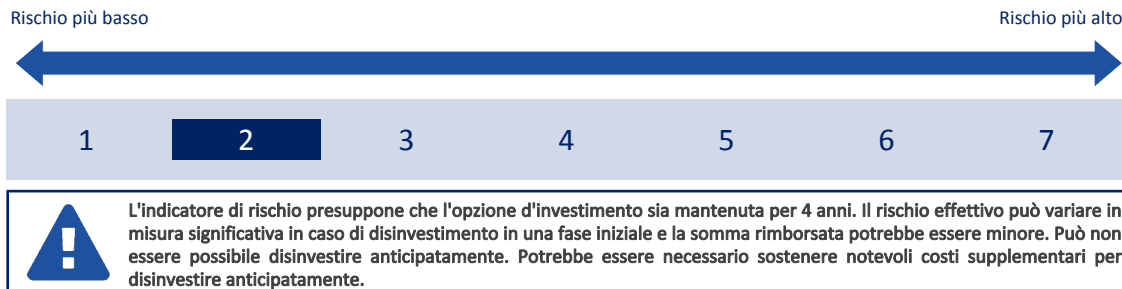 Rischio più basso Rischio più alto
1 2 3 4 5 6 7
L'indicatore di rischio presuppone che l'opzione d'investimento sia mantenuta per 4 anni. Il rischio effettivo può variare in
misura significativa in caso di disinvestimento in una fase iniziale e la somma rimborsata potrebbe essere minore. Può non
essere possibile disinvestire anticipatamente. Potrebbe essere necessario sostenere notevoli costi supplementari per
disinvestire anticipatamente.